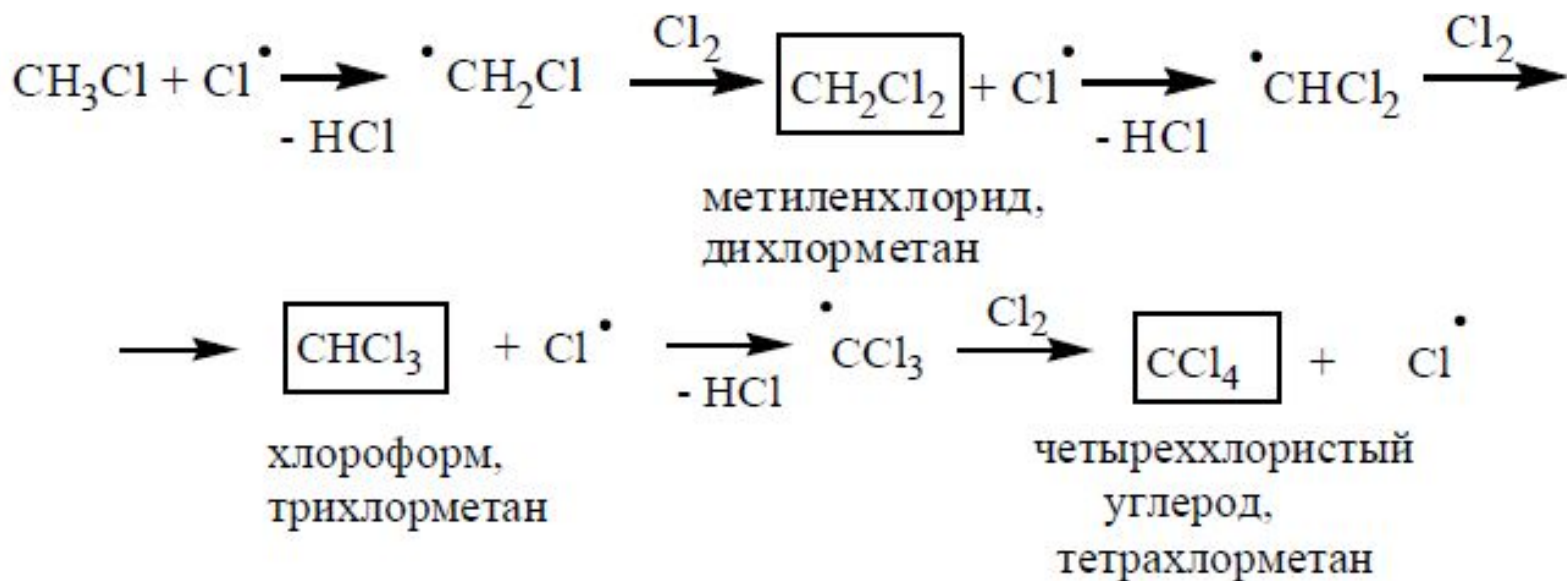 CH₃Cl + Cl• → •CH₂Cl → CH₂Cl₂ + Cl• → •CHCl₂ →
Cl₂ Cl₂
- HCl - HCl
метиленхлорид,
дихлорметан
→ CHCl₃ + Cl• → •CCl₃ → CCl₄ + Cl•
Cl₂
- HCl
хлороформ,
трихлорметан
четыреххлористый
углерод,
тетрахлорметан